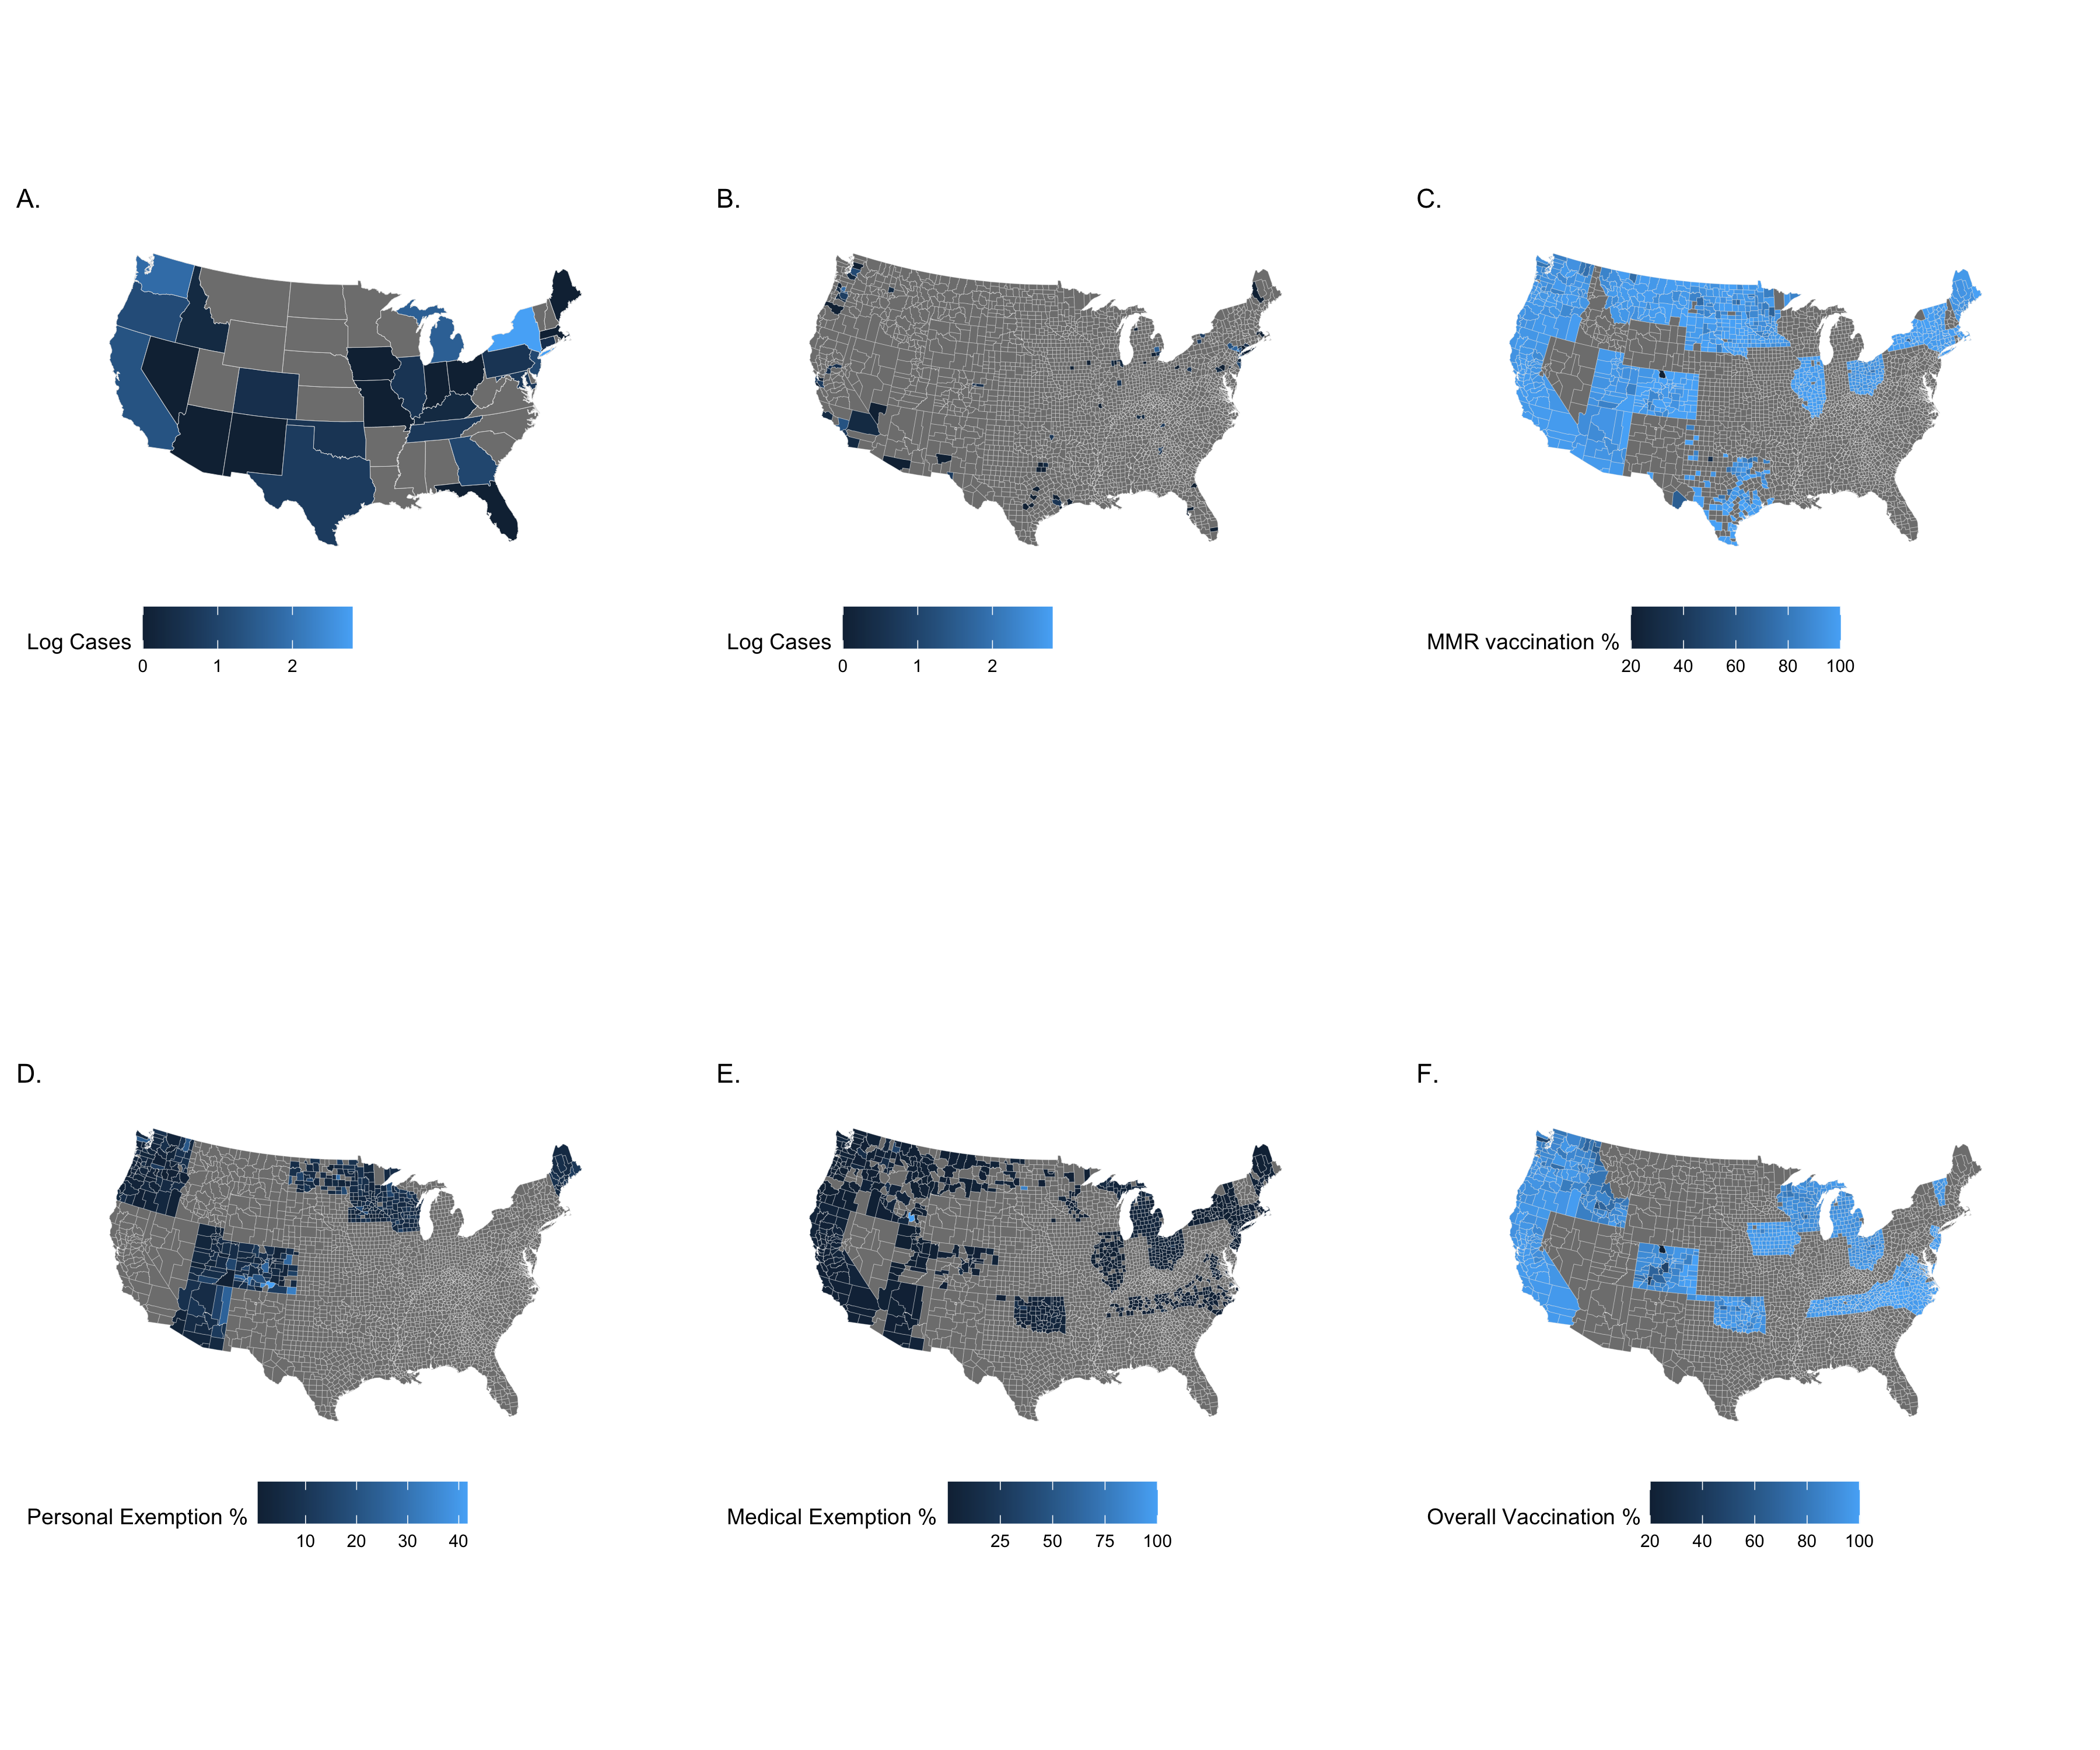 A.
B.
C.
Log Cases
0 1 2
Log Cases
0 1 2
MMR vaccination %
20 40 60 80 100
D.
E.
F.
Personal Exemption %
10 20 30 40
Medical Exemption %
25 50 75 100
Overall Vaccination %
20 40 60 80 100